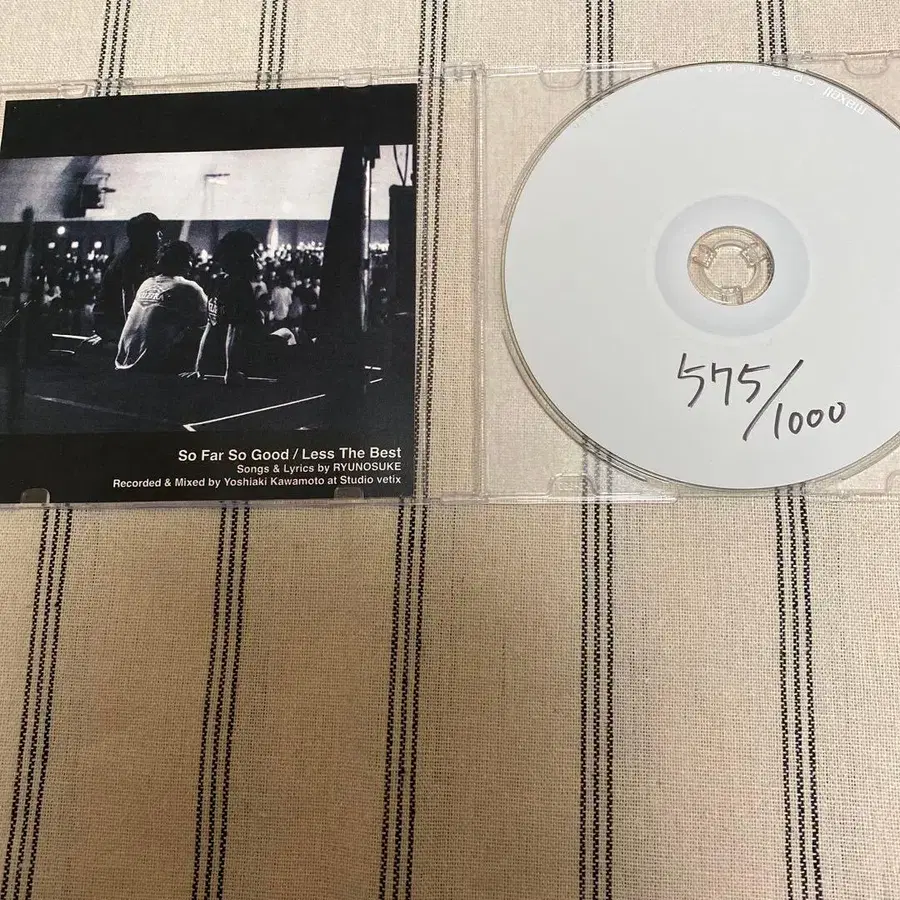 So Far So Good / Less The Best
Songs & Lyrics by RYUNOSUKE
Recorded & Mixed by Yoshiaki Kawamoto at Studio vetix
maxell
575/1000